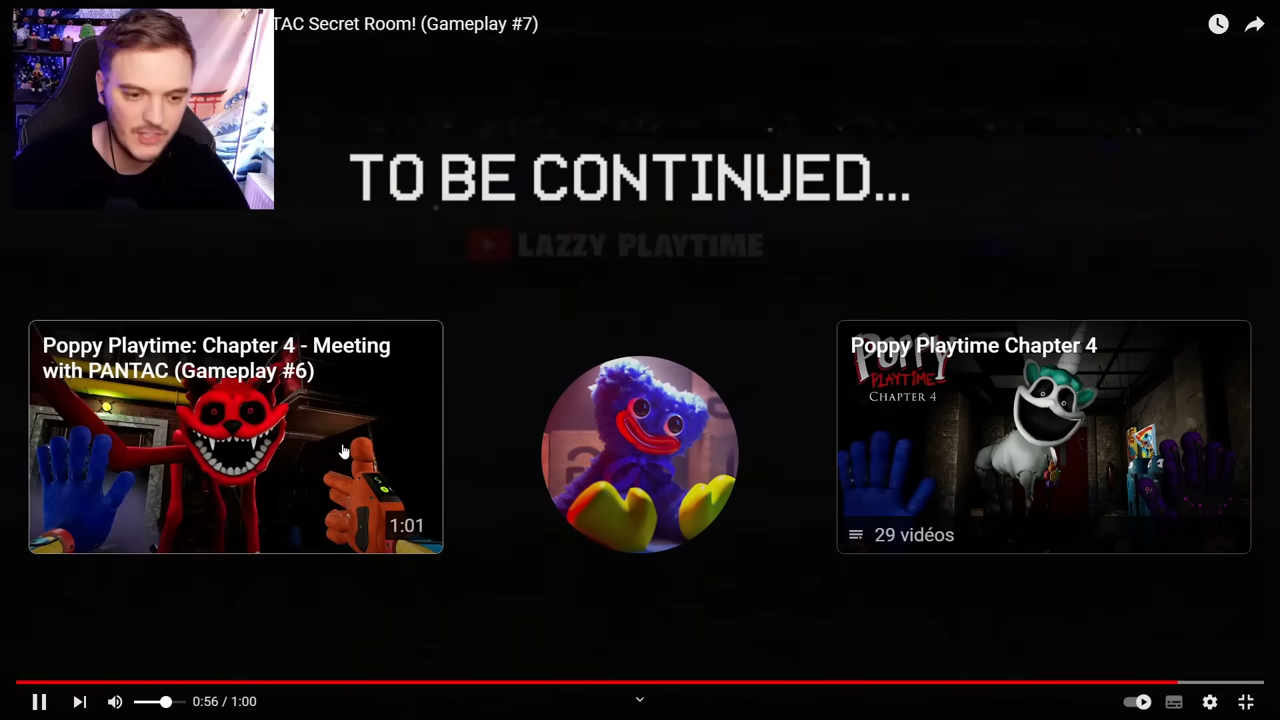 TAC Secret Room! (Gameplay #7)
TO BE CONTINUED...
LAZZY PLAYTIME
Poppy Playtime: Chapter 4 - Meeting
with PANTAC (Gameplay #6)
1:01
Poppy Playtime Chapter 4
POPPY
PLAYTIME
CHAPTER 4
29 vidéos
0:56 / 1:00